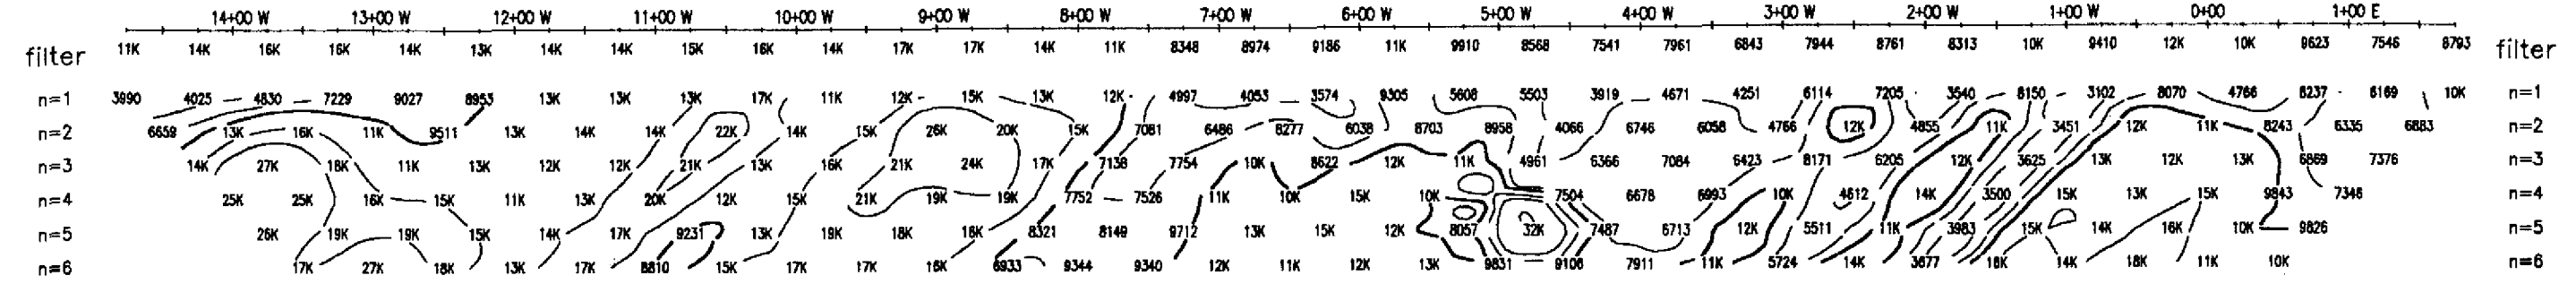 14+00 W 13+00 W 12+00 W 11+00 W 10+00 W 9+00 W 8+00 W 7+00 W 6+00 W 5+00 W 4+00 W 3+00 W 2+00 W 1+00 W 0+00 1+00 E
filter 11K 14K 16K 16K 14K 13K 14K 14K 15K 16K 14K 17K 17K 14K 11K 8348 8974 9186 11K 9910 8568 7541 7961 6843 7944 8761 8313 10K 9410 12K 10K 9623 7546 8793 filter
n=1 3990 4025 4830 7229 9027 8953 13K 13K 13K 17K 11K 12K 15K 13K 12K 4997 4053 3574 9305 5608 5503 3919 4671 4251 6114 7205 3540 8150 3102 8070 4766 8237 8169 10K n=1
n=2 6659 13K 16K 11K 9511 13K 14K 14K 22K 14K 15K 26K 20K 15K 7081 6486 8277 6038 8703 8958 4066 6746 6058 4766 12K 4855 11K 3451 12K 11K 8243 6335 6883 n=2
n=3 14K 27K 18K 11K 13K 12K 12K 21K 13K 16K 21K 24K 17K 7138 7754 10K 8622 12K 11K 4961 6366 7084 6423 8171 6205 12K 3625 13K 12K 13K 6869 7376 n=3
n=4 25K 25K 16K 15K 11K 13K 20K 12K 15K 21K 19K 19K 7752 7526 11K 10K 15K 10K 7504 6678 6993 10K 4612 14K 3500 15K 13K 15K 9843 7346 n=4
n=5 26K 19K 19K 15K 14K 17K 9231 13K 19K 18K 16K 8321 8149 9712 13K 15K 12K 8057 32K 7487 6713 12K 5511 11K 3983 15K 14K 16K 10K 9826 n=5
n=6 17K 27K 18K 13K 17K 8810 15K 17K 17K 16K 6933 9344 9340 12K 11K 12K 13K 9831 9106 7911 11K 5724 14K 3677 18K 14K 18K 11K 10K n=6